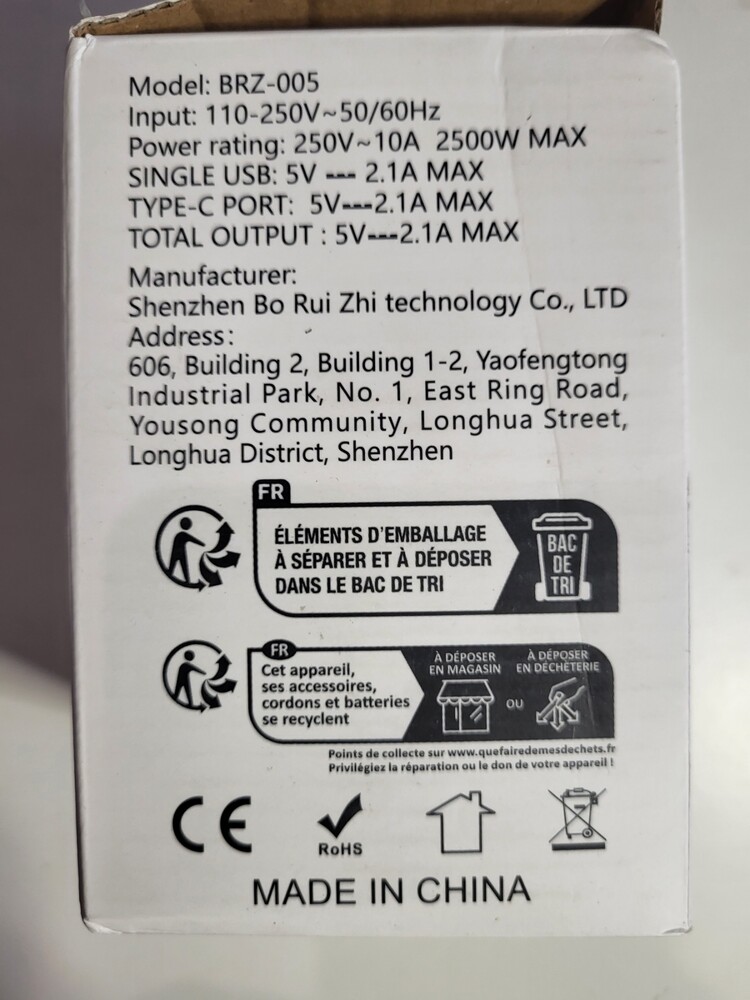 Model: BRZ-005
Input: 110-250V~50/60Hz
Power rating: 250V~10A 2500W MAX
SINGLE USB: 5V --- 2.1A MAX
TYPE-C PORT: 5V---2.1A MAX
TOTAL OUTPUT : 5V---2.1A MAX
Manufacturer:
Shenzhen Bo Rui Zhi technology Co., LTD
Address:
606, Building 2, Building 1-2, Yaofengtong
Industrial Park, No. 1, East Ring Road,
Yousong Community, Longhua Street,
Longhua District, Shenzhen
FR
ÉLÉMENTS D'EMBALLAGE
À SÉPARER ET À DÉPOSER
DANS LE BAC DE TRI
BAC
DE
TRI
FR
Cet appareil,
ses accessoires,
cordons et batteries
se recyclent
À DÉPOSER
EN MAGASIN
OU
À DÉPOSER
EN DÉCHÈTERIE
Points de collecte sur www.quefairedemesdechets.fr
Privilégiez la réparation ou le don de votre appareil !
CE
RoHS
MADE IN CHINA